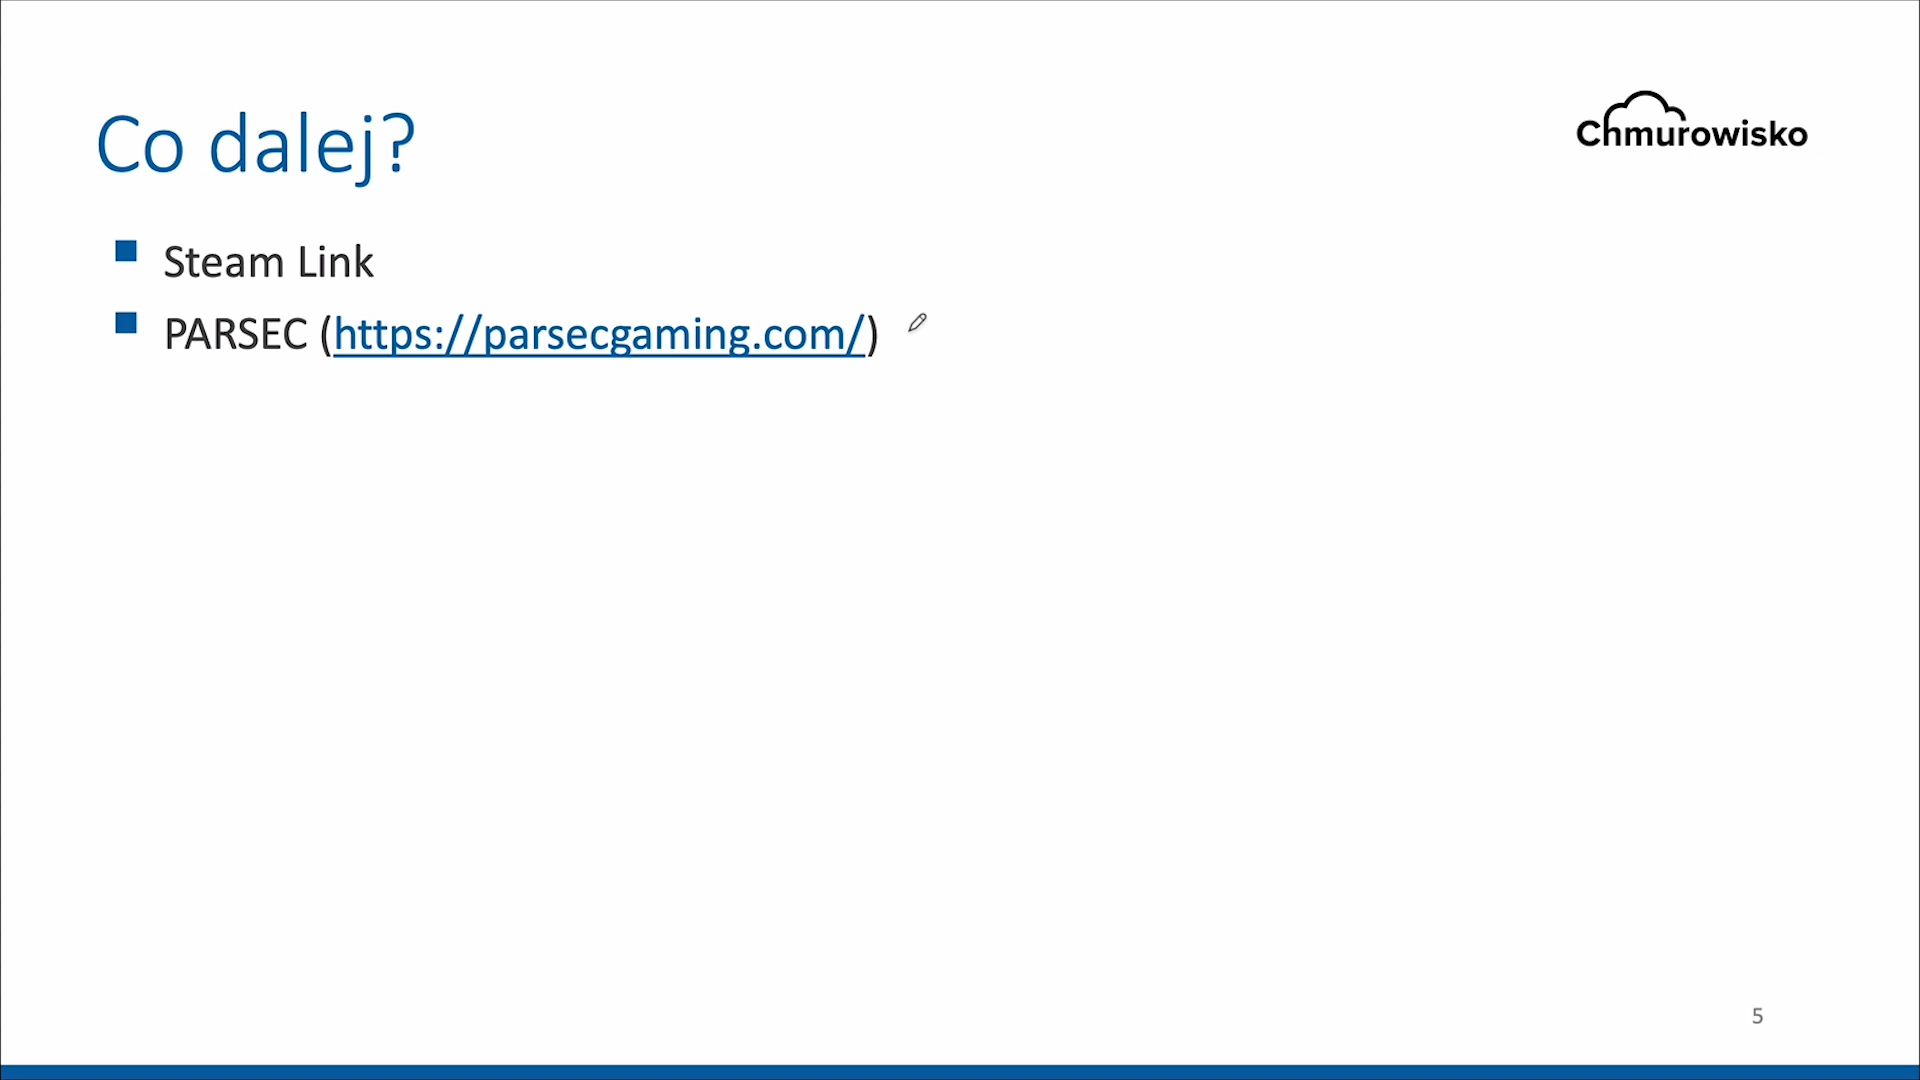 Co dalej?
Chmurowisko
Steam Link
PARSEC (https://parsecgaming.com/)
5